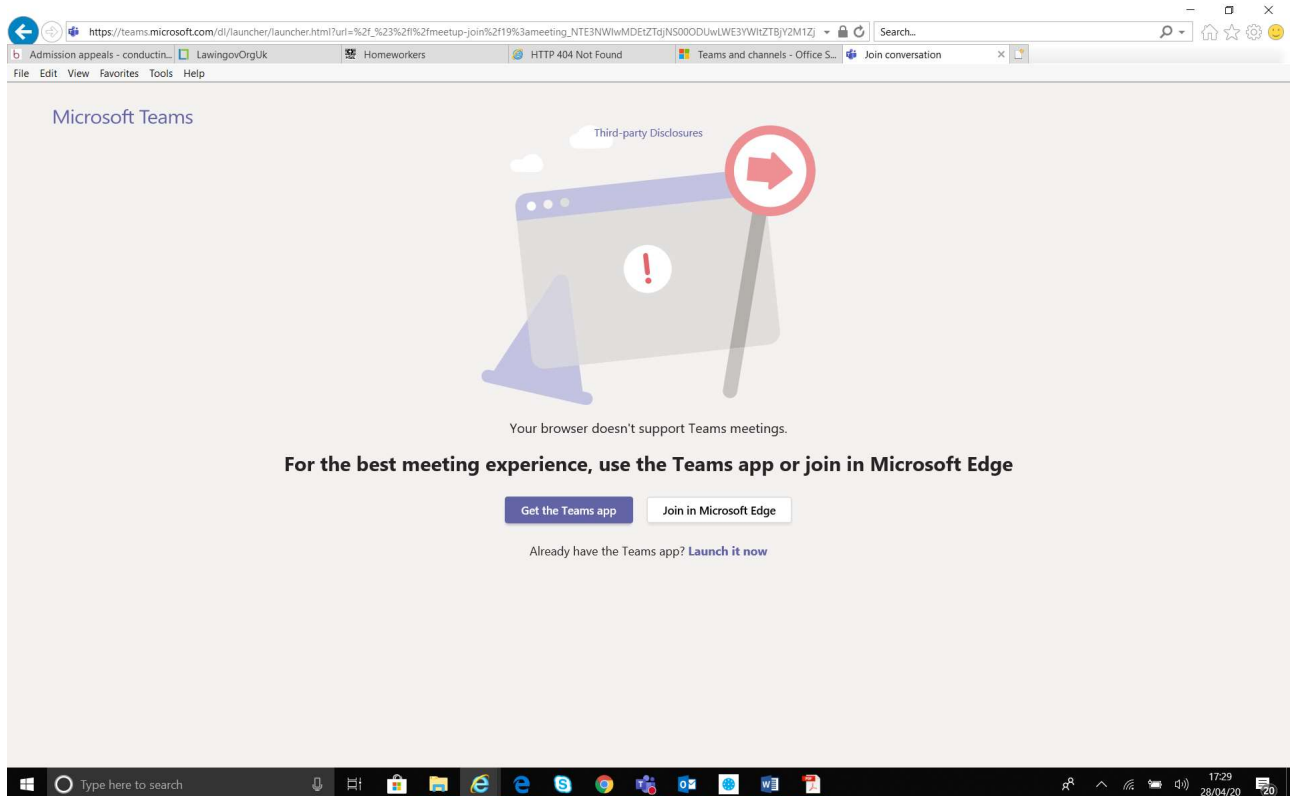 https://teams.microsoft.com/dl/launcher/launcher.html?url=%2f_%23%2fl%2fmeetup-join%2f19%3ameeting_NTE3NWIwMDEtZTdjNS00ODUwLWE3YWItZTBjY2M1Zj
Search...
Admission appeals - conductin...
LawingovOrgUk
Homeworkers
HTTP 404 Not Found
Teams and channels - Office S...
Join conversation
File Edit View Favorites Tools Help
Microsoft Teams
Third-party Disclosures
!
Your browser doesn't support Teams meetings.
For the best meeting experience, use the Teams app or join in Microsoft Edge
Get the Teams app
Join in Microsoft Edge
Already have the Teams app? Launch it now
Type here to search
17:29
28/04/20
20